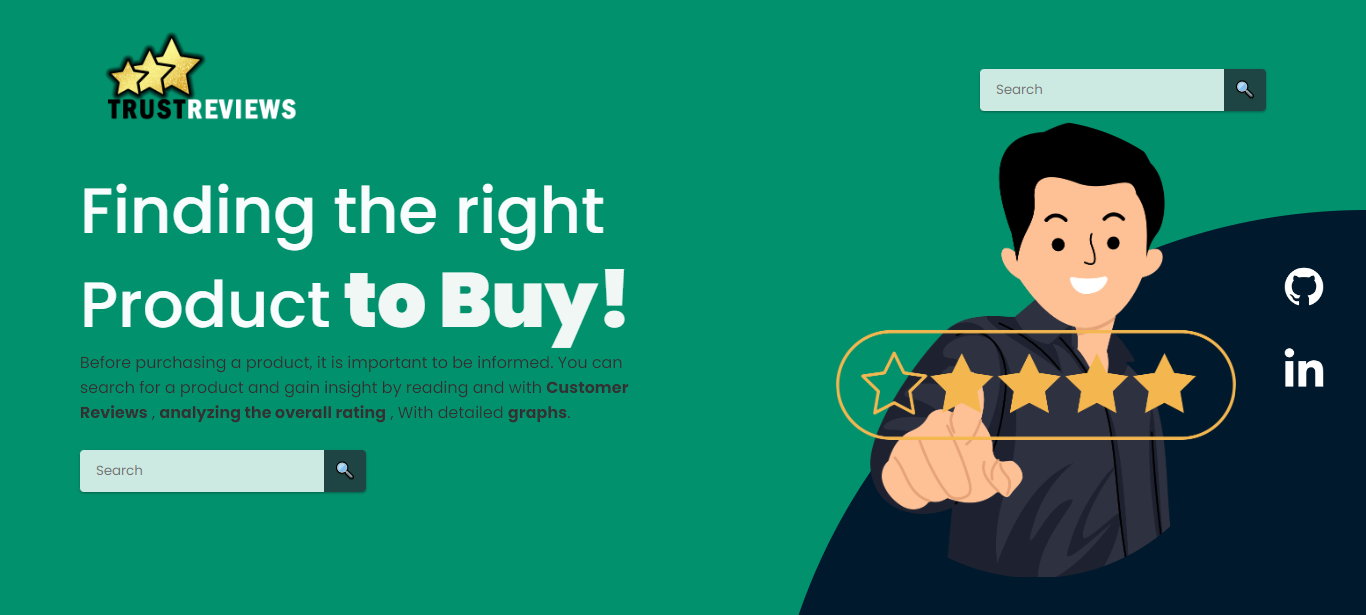 TRUSTREVIEWS
Search
Finding the right
Product to Buy!
Before purchasing a product, it is important to be informed. You can
search for a product and gain insight by reading and with Customer
Reviews , analyzing the overall rating , With detailed graphs.
Search
in